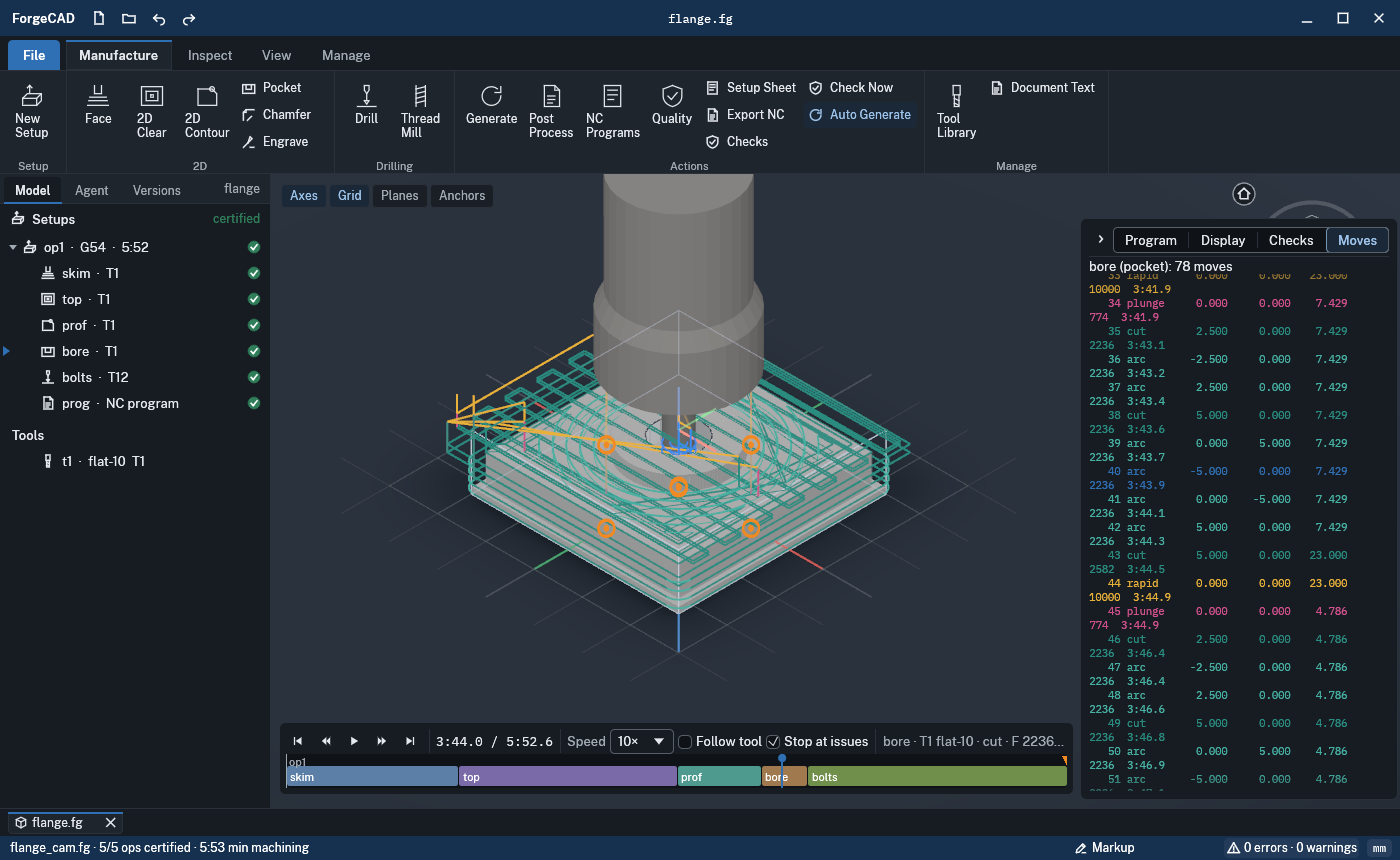 ForgeCAD
flange.fg
File
Manufacture
Inspect
View
Manage
New Setup
Face
2D Clear
2D Contour
Pocket
Chamfer
Engrave
Drill
Thread Mill
Generate
Post Process
NC Programs
Quality
Setup Sheet
Export NC
Checks
Check Now
Auto Generate
Tool Library
Document Text
Setup
2D
Drilling
Actions
Manage
Model
Agent
Versions
flange
Setups
certified
op1 · G54 · 5:52
skim · T1
top · T1
prof · T1
bore · T1
bolts · T12
prog · NC program
Tools
t1 · flat-10 T1
Axes
Grid
Planes
Anchors
Program
Display
Checks
Moves
bore (pocket): 78 moves
33 rapid 0.000 0.000 23.000
10000 3:41.9
34 plunge 0.000 0.000 7.429
774 3:41.9
35 cut 2.500 0.000 7.429
2236 3:43.1
36 arc -2.500 0.000 7.429
2236 3:43.2
37 arc 2.500 0.000 7.429
2236 3:43.4
38 cut 5.000 0.000 7.429
2236 3:43.6
39 arc 0.000 5.000 7.429
2236 3:43.7
40 arc -5.000 0.000 7.429
2236 3:43.9
41 arc 0.000 -5.000 7.429
2236 3:44.1
42 arc 5.000 0.000 7.429
2236 3:44.3
43 cut 5.000 0.000 23.000
2582 3:44.5
44 rapid 0.000 0.000 23.000
10000 3:44.9
45 plunge 0.000 0.000 4.786
774 3:44.9
46 cut 2.500 0.000 4.786
2236 3:46.4
47 arc -2.500 0.000 4.786
2236 3:46.4
48 arc 2.500 0.000 4.786
2236 3:46.6
49 cut 5.000 0.000 4.786
2236 3:46.8
50 arc 0.000 5.000 4.786
2236 3:46.9
51 arc -5.000 0.000 4.786
3:44.0 / 5:52.6
Speed
10×
Follow tool
Stop at issues
bore · T1 flat-10 · cut · F 2236...
op1
skim
top
prof
bore
bolts
flange.fg
flange_cam.fg · 5/5 ops certified · 5:53 min machining
Markup
0 errors · 0 warnings
mm